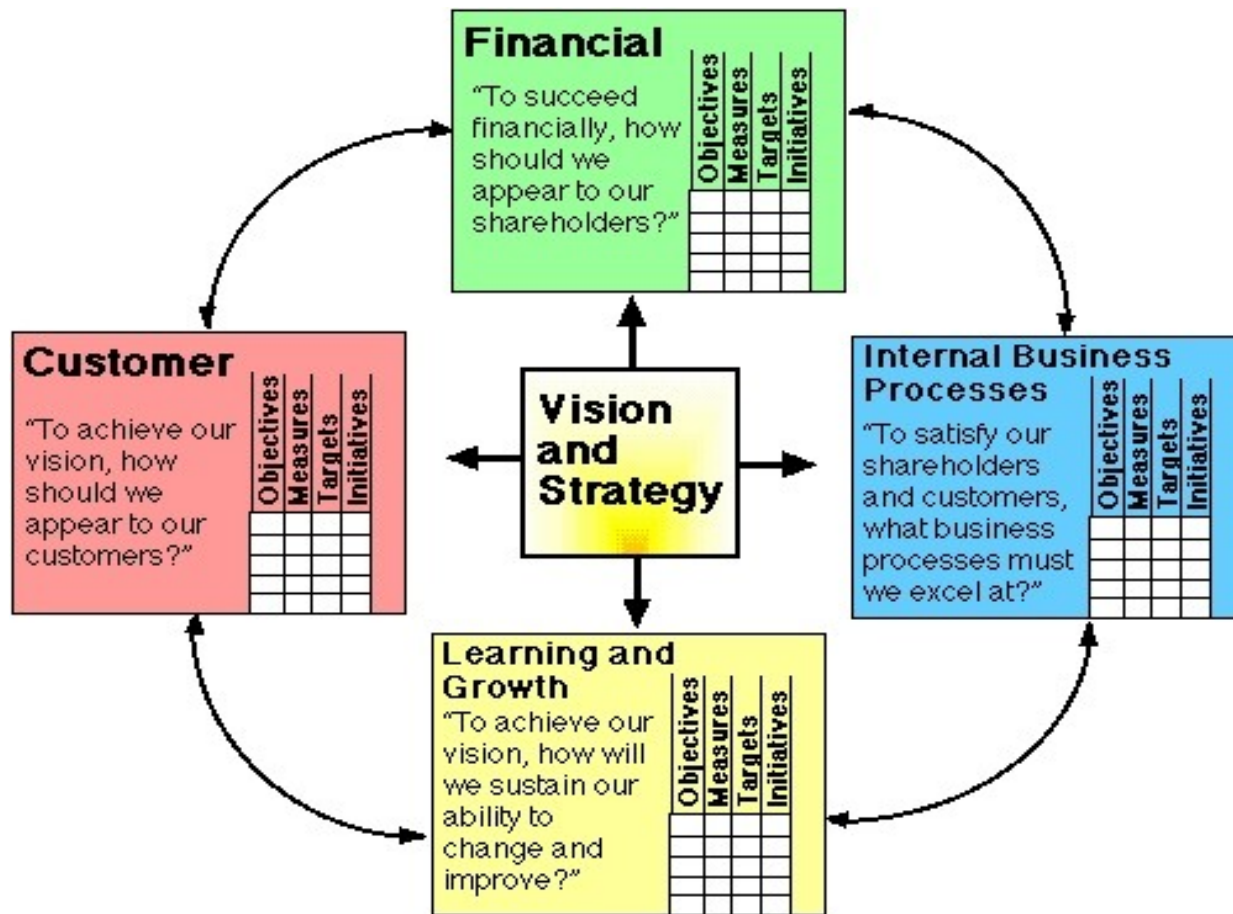 Financial
“To succeed
financially, how
should we
appear to our
shareholders?”
Objectives
Measures
Targets
Initiatives
Customer
“To achieve our
vision, how
should we
appear to our
customers?”
Objectives
Measures
Targets
Initiatives
Vision
and
Strategy
Internal Business
Processes
“To satisfy our
shareholders
and customers,
what business
processes must
we excel at?”
Objectives
Measures
Targets
Initiatives
Learning and
Growth
“To achieve our
vision, how will
we sustain our
ability to
change and
improve?”
Objectives
Measures
Targets
Initiatives